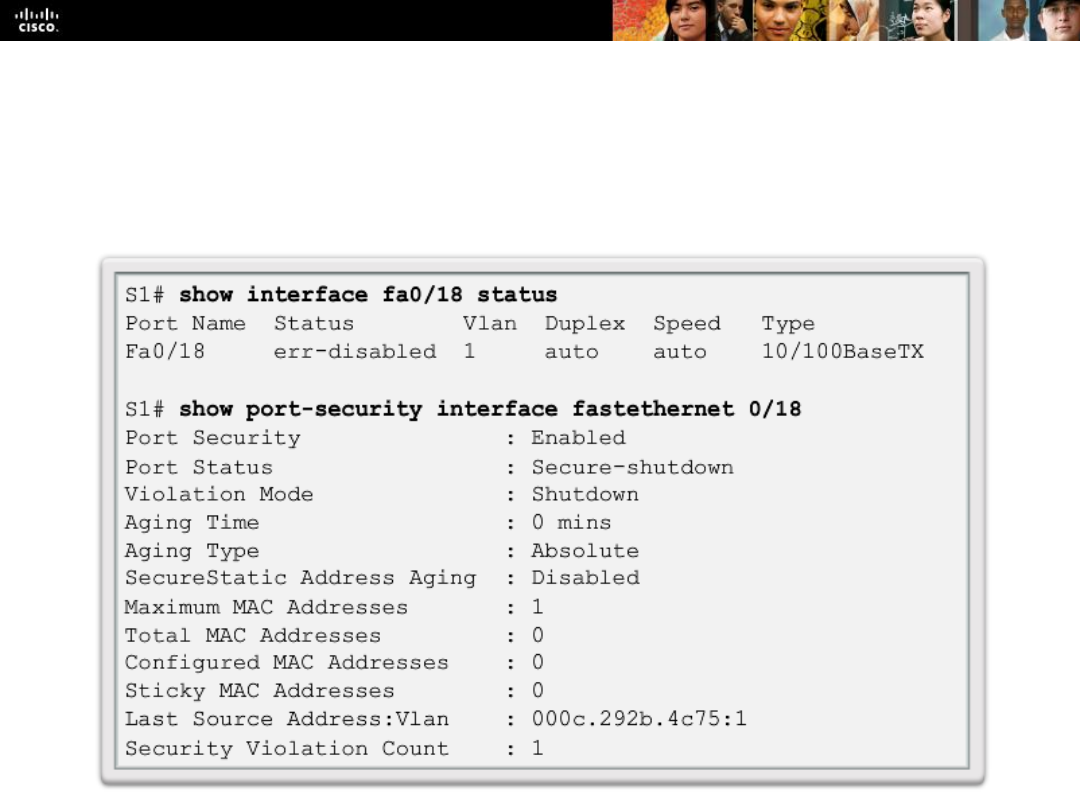 CISCO.
S1# show interface fa0/18 status
Port Name  Status        Vlan  Duplex  Speed   Type
Fa0/18     err-disabled  1     auto    auto    10/100BaseTX
S1# show port-security interface fastethernet 0/18
Port Security               : Enabled
Port Status                 : Secure-shutdown
Violation Mode              : Shutdown
Aging Time                  : 0 mins
Aging Type                  : Absolute
SecureStatic Address Aging  : Disabled
Maximum MAC Addresses       : 1
Total MAC Addresses         : 0
Configured MAC Addresses    : 0
Sticky MAC Addresses        : 0
Last Source Address:Vlan    : 000c.292b.4c75:1
Security Violation Count    : 1